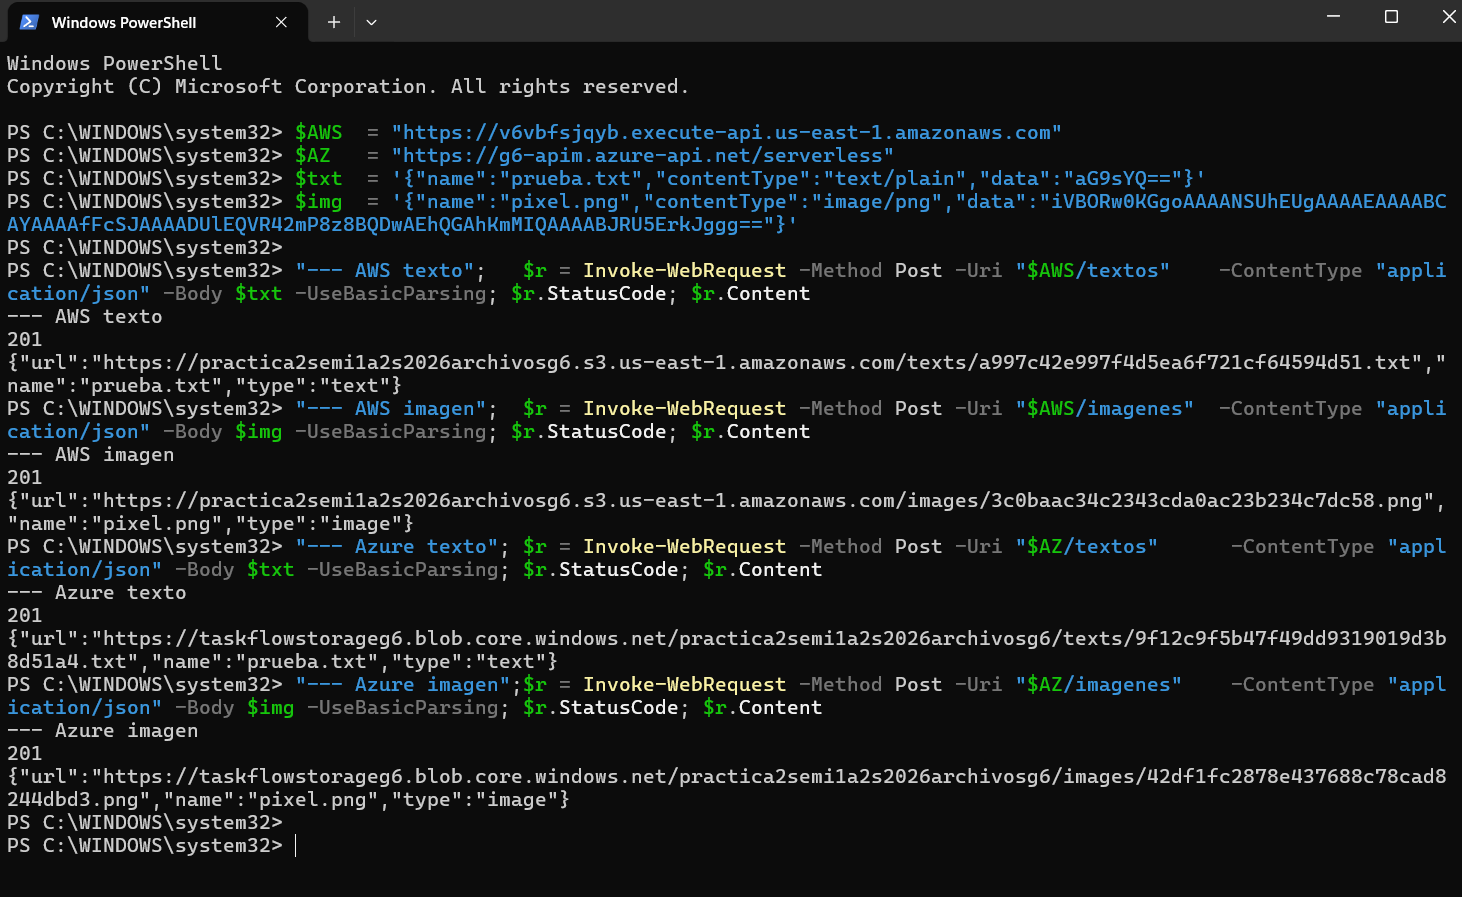 Windows PowerShell
Windows PowerShell
Copyright (C) Microsoft Corporation. All rights reserved.
PS C:\WINDOWS\system32> $AWS  = "https://v6vbfsjqyb.execute-api.us-east-1.amazonaws.com"
PS C:\WINDOWS\system32> $AZ   = "https://g6-apim.azure-api.net/serverless"
PS C:\WINDOWS\system32> $txt  = '{"name":"prueba.txt","contentType":"text/plain","data":"aG9sYQ=="}'
PS C:\WINDOWS\system32> $img  = '{"name":"pixel.png","contentType":"image/png","data":"iVBORw0KGgoAAAANSUhEUgAAAAEAAAABC
AYAAAAfFcSJAAAADUlEQVR42mP8z8BQDwAEhQGAhKmMIQAAAABJRU5ErkJggg=="}'
PS C:\WINDOWS\system32>
PS C:\WINDOWS\system32> "--- AWS texto";   $r = Invoke-WebRequest -Method Post -Uri "$AWS/textos"    -ContentType "appli
cation/json" -Body $txt -UseBasicParsing; $r.StatusCode; $r.Content
--- AWS texto
201
{"url":"https://practica2semi1a2s2026archivosg6.s3.us-east-1.amazonaws.com/texts/a997c42e997f4d5ea6f721cf64594d51.txt","
name":"prueba.txt","type":"text"}
PS C:\WINDOWS\system32> "--- AWS imagen";  $r = Invoke-WebRequest -Method Post -Uri "$AWS/imagenes"  -ContentType "appli
cation/json" -Body $img -UseBasicParsing; $r.StatusCode; $r.Content
--- AWS imagen
201
{"url":"https://practica2semi1a2s2026archivosg6.s3.us-east-1.amazonaws.com/images/3c0baac34c2343cda0ac23b234c7dc58.png",
"name":"pixel.png","type":"image"}
PS C:\WINDOWS\system32> "--- Azure texto"; $r = Invoke-WebRequest -Method Post -Uri "$AZ/textos"      -ContentType "appl
ication/json" -Body $txt -UseBasicParsing; $r.StatusCode; $r.Content
--- Azure texto
201
{"url":"https://taskflowstorageg6.blob.core.windows.net/practica2semi1a2s2026archivosg6/texts/9f12c9f5b47f49dd9319019d3b
8d51a4.txt","name":"prueba.txt","type":"text"}
PS C:\WINDOWS\system32> "--- Azure imagen";$r = Invoke-WebRequest -Method Post -Uri "$AZ/imagenes"    -ContentType "appl
ication/json" -Body $img -UseBasicParsing; $r.StatusCode; $r.Content
--- Azure imagen
201
{"url":"https://taskflowstorageg6.blob.core.windows.net/practica2semi1a2s2026archivosg6/images/42df1fc2878e437688c78cad8
244dbd3.png","name":"pixel.png","type":"image"}
PS C:\WINDOWS\system32>
PS C:\WINDOWS\system32>